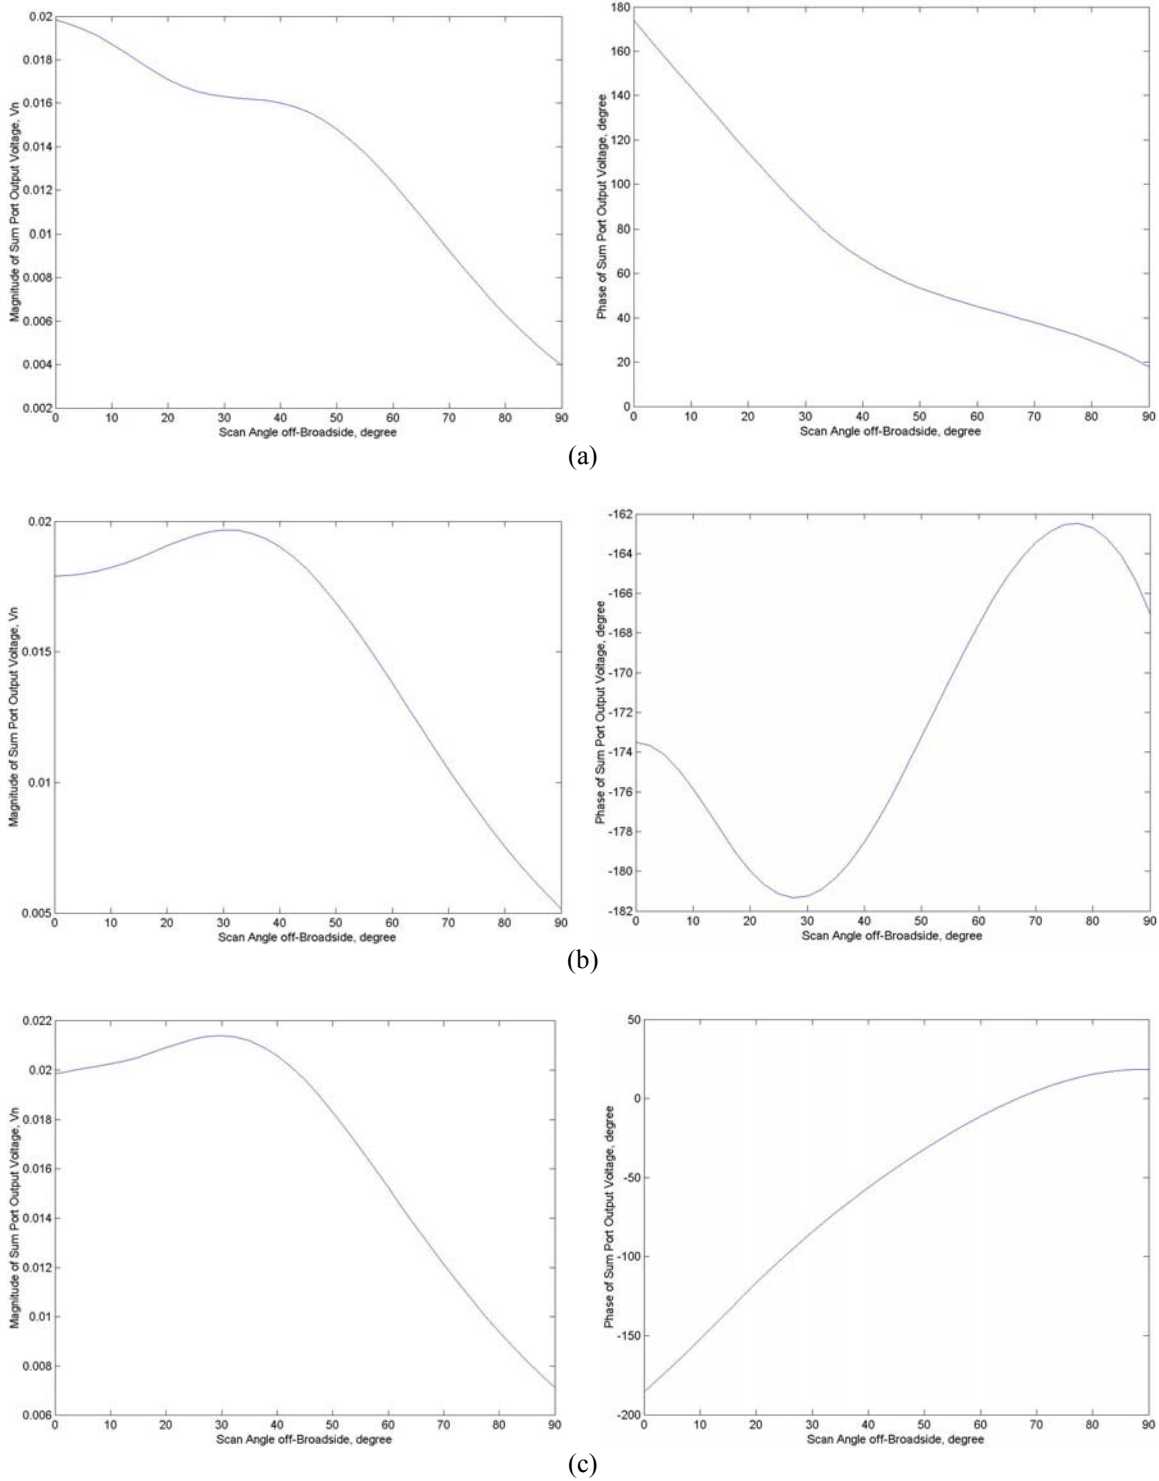 Magnitude of Sum Port Output Voltage, Vn
0.02
0.018
0.016
0.014
0.012
0.01
0.008
0.006
0.004
0.002
0 10 20 30 40 50 60 70 80 90
Scan Angle off-Broadside, degree
Phase of Sum Port Output Voltage, degree
180
160
140
120
100
80
60
40
20
0
0 10 20 30 40 50 60 70 80 90
Scan Angle off-Broadside, degree
(a)
Magnitude of Sum Port Output Voltage, Vn
0.02
0.015
0.01
0.005
0 10 20 30 40 50 60 70 80 90
Scan Angle off-Broadside, degree
Phase of Sum Port Output Voltage, degree
-162
-164
-166
-168
-170
-172
-174
-176
-178
-180
-182
0 10 20 30 40 50 60 70 80 90
Scan Angle off-Broadside, degree
(b)
Magnitude of Sum Port Output Voltage, Vn
0.022
0.02
0.018
0.016
0.014
0.012
0.01
0.008
0.006
0 10 20 30 40 50 60 70 80 90
Scan Angle off-Broadside, degree
Phase of Sum Port Output Voltage, degree
50
0
-50
-100
-150
-200
0 10 20 30 40 50 60 70 80 90
Scan Angle off-Broadside, degree
(c)